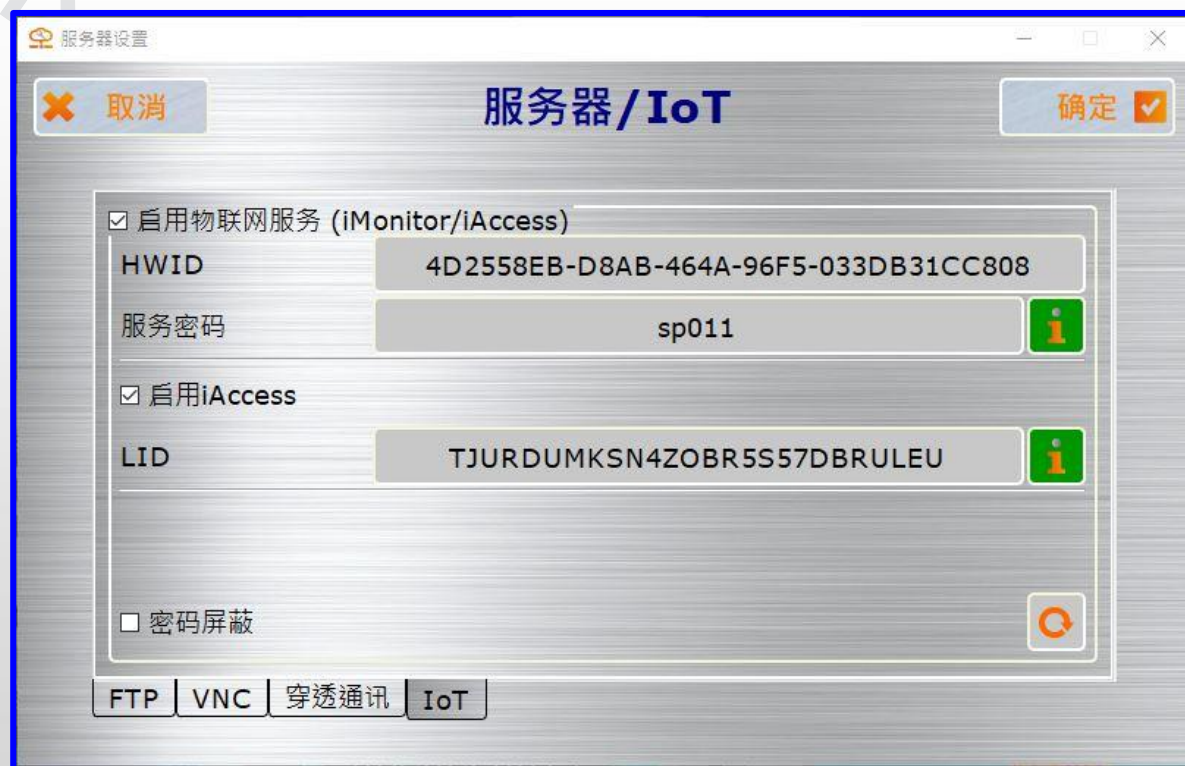 服务器设置
取消
服务器/IoT
确定
启用物联网服务 (iMonitor/iAccess)
HWID 4D2558EB-D8AB-464A-96F5-033DB31CC808
服务密码 sp011
启用iAccess
LID TJURDUMKSN4ZOBR5S57DBRULEU
密码屏蔽
FTP VNC 穿透通讯 IoT